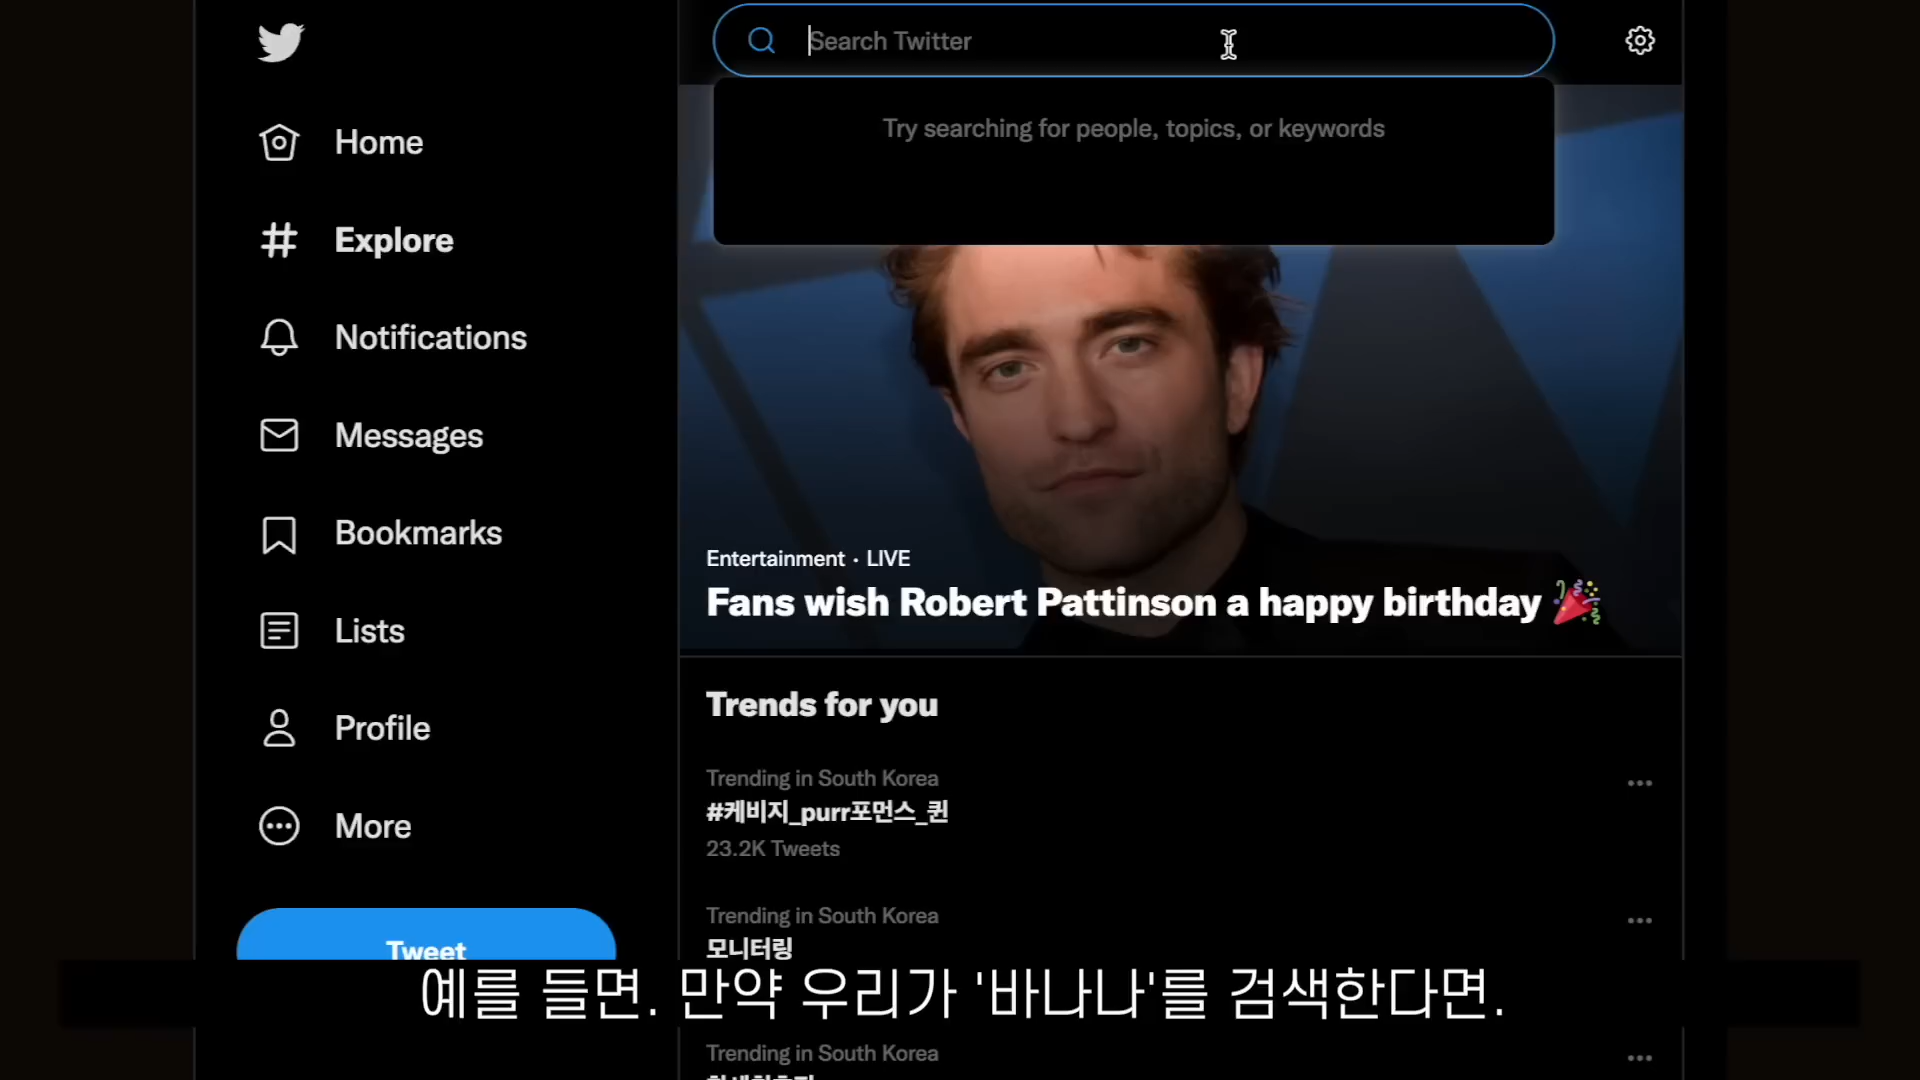 Search Twitter
Try searching for people, topics, or keywords
Home
Explore
Notifications
Messages
Bookmarks
Lists
Profile
More
Tweet
Entertainment · LIVE
Fans wish Robert Pattinson a happy birthday 🎉
Trends for you
Trending in South Korea
#케비지_purr포먼스_퀸
23.2K Tweets
Trending in South Korea
모니터링
예를 들면. 만약 우리가 '바나나'를 검색한다면.
Trending in South Korea